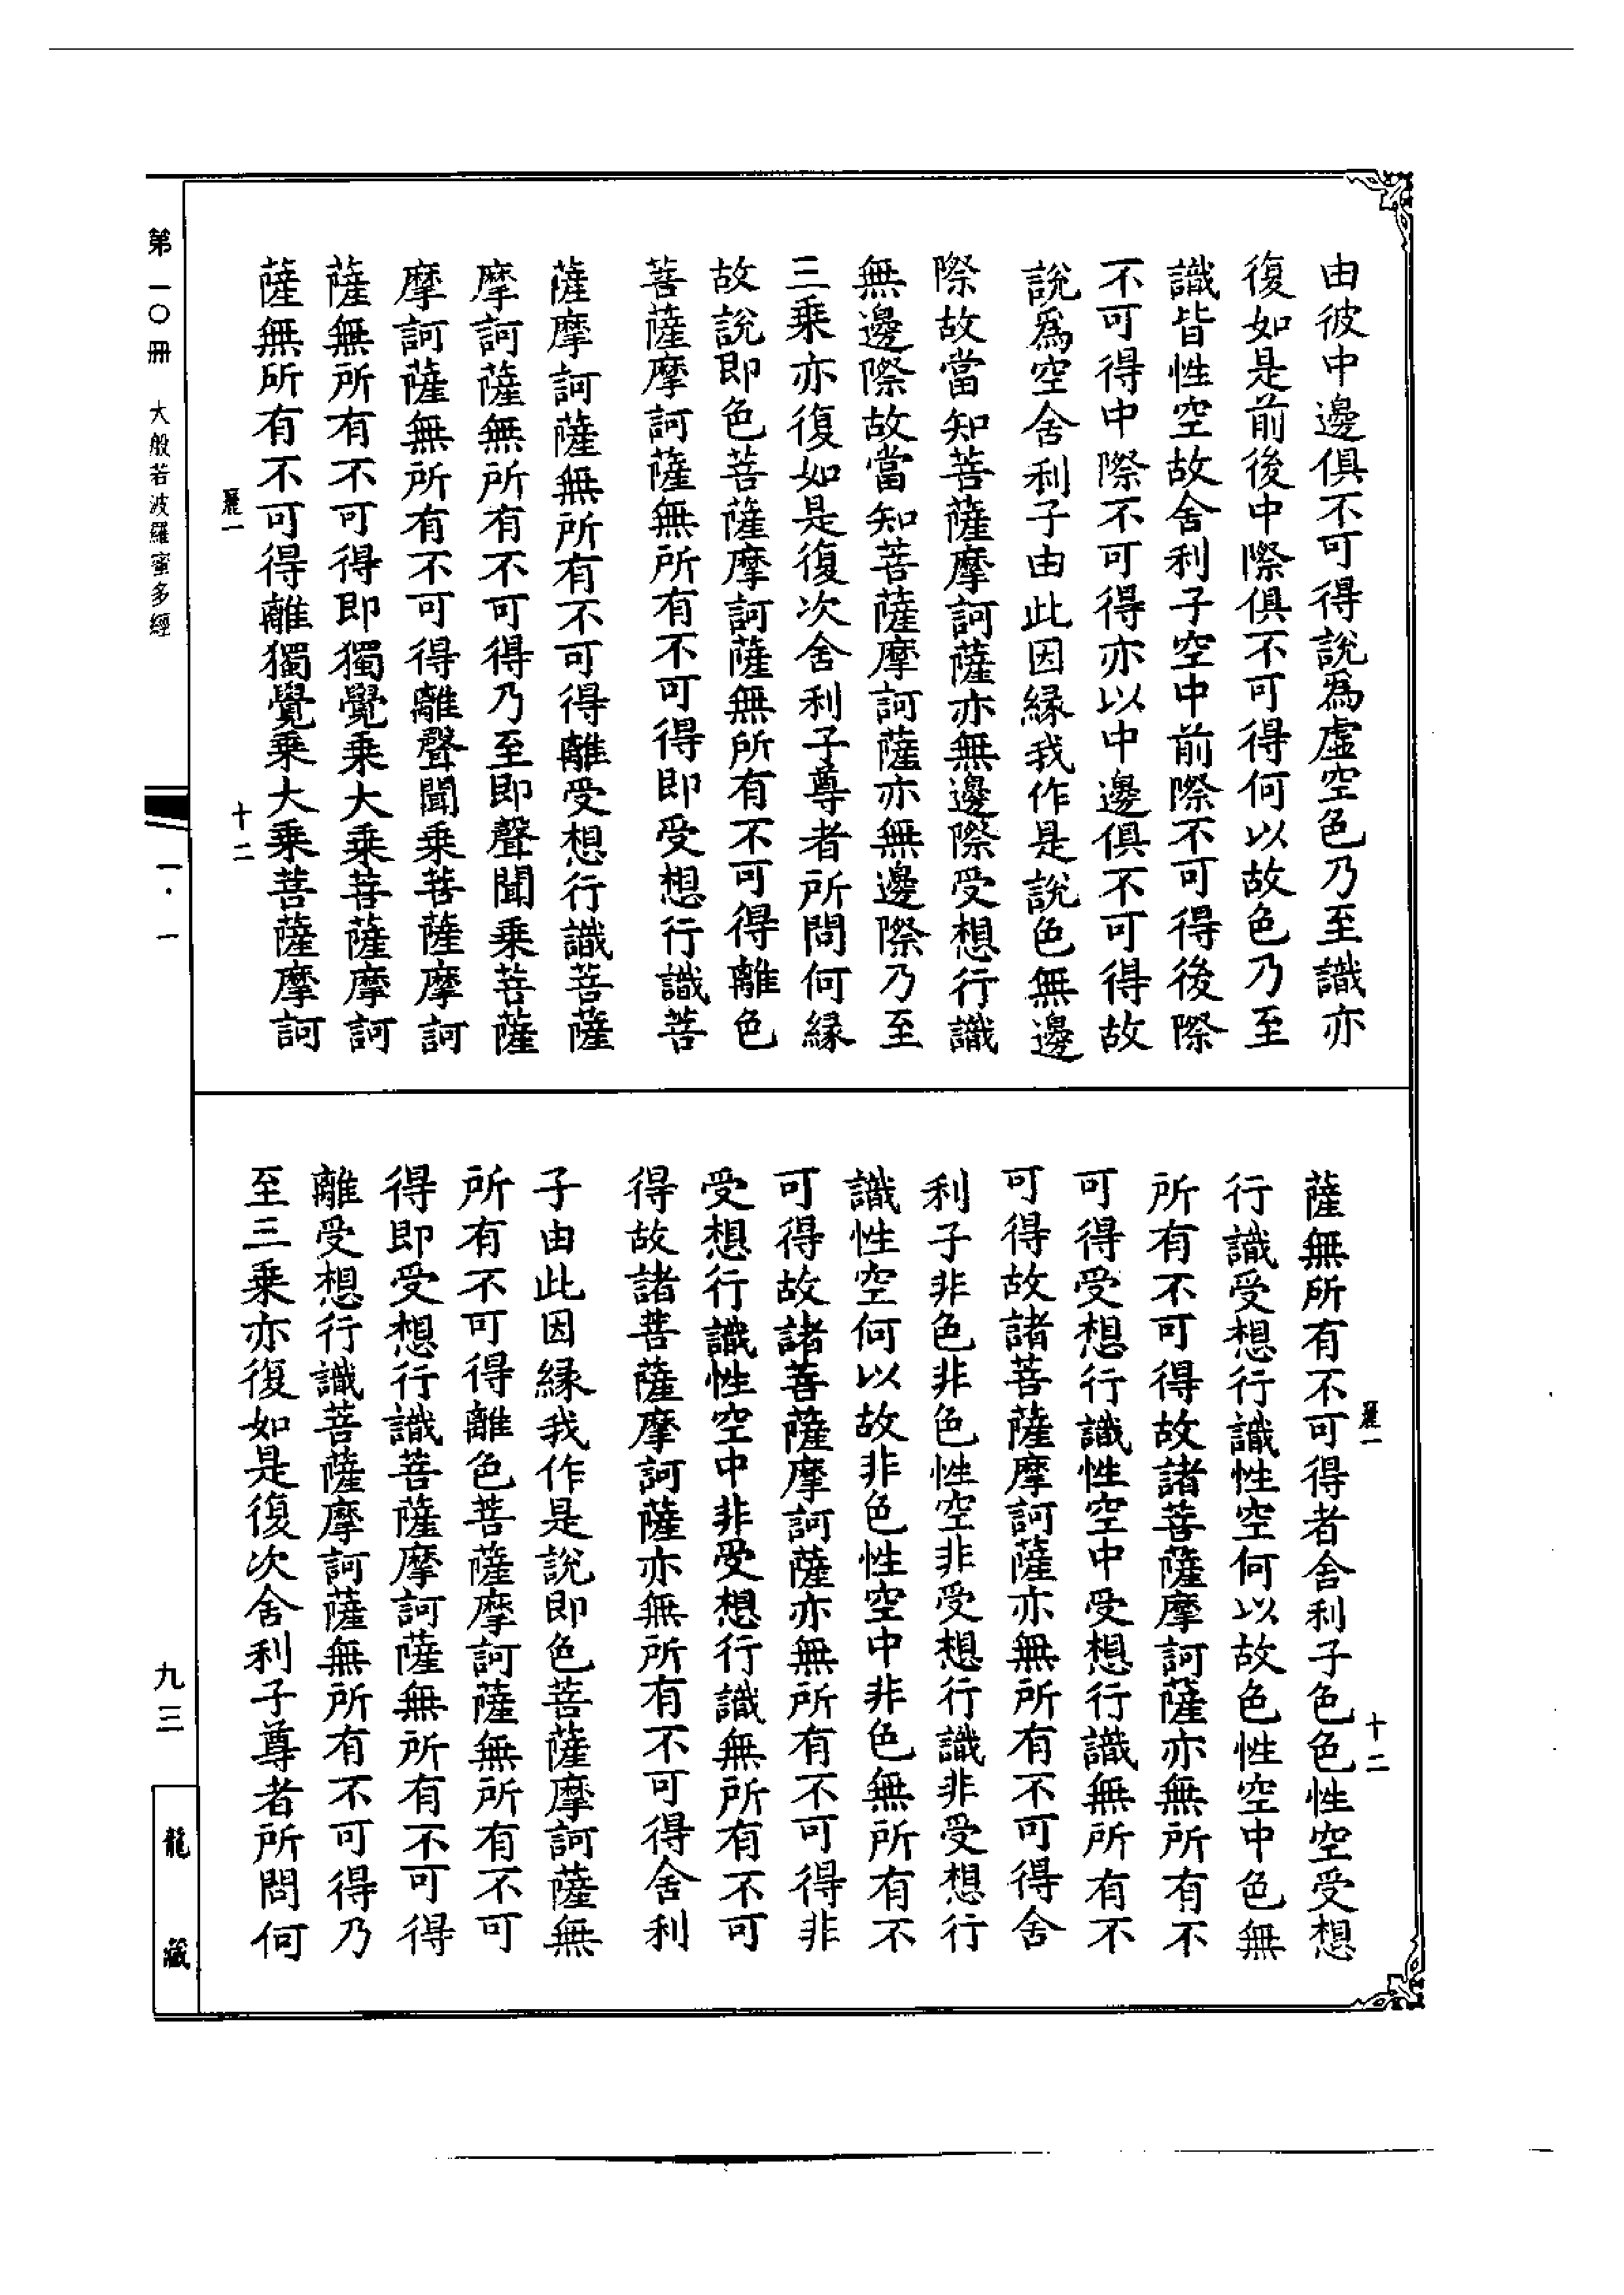 由彼中邊俱不可得說為虛空色乃至識亦
復如是前後中際俱不可得何以故色乃至
識皆性空故舍利子空中前際不可得後際
不可得中際不可得亦以中邊俱不可得故
說為空舍利子由此因緣我作是說色無邊
際故當知菩薩摩訶薩亦無邊際受想行識
無邊際故當知菩薩摩訶薩亦無邊際乃至
三乘亦復如是復次舍利子尊者所問何緣
故說即色菩薩摩訶薩無所有不可得離色
菩薩摩訶薩無所有不可得即受想行識菩
薩摩訶薩無所有不可得離受想行識菩薩
摩訶薩無所有不可得乃至即聲聞乘菩薩
摩訶薩無所有不可得離聲聞乘菩薩摩訶
薩無所有不可得即獨覺乘大乘菩薩摩訶
薩無所有不可得離獨覺乘大乘菩薩摩訶
麗一 十二
薩無所有不可得者舍利子色色性空受想
行識受想行識性空何以故色性空中色無
所有不可得故諸菩薩摩訶薩亦無所有不
可得受想行識性空中受想行識無所有不
可得故諸菩薩摩訶薩亦無所有不可得舍
利子非色非色性空非受想行識非受想行
識性空何以故非色性空中非色無所有不
可得故諸菩薩摩訶薩亦無所有不可得非
受想行識性空中非受想行識無所有不可
得故諸菩薩摩訶薩亦無所有不可得舍利
子由此因緣我作是說即色菩薩摩訶薩無
所有不可得離色菩薩摩訶薩無所有不可
得即受想行識菩薩摩訶薩無所有不可得
離受想行識菩薩摩訶薩無所有不可得乃
至三乘亦復如是復次舍利子尊者所問何
麗一 十二
第一〇冊 大般若波羅蜜多經
一·一
九三
龍藏